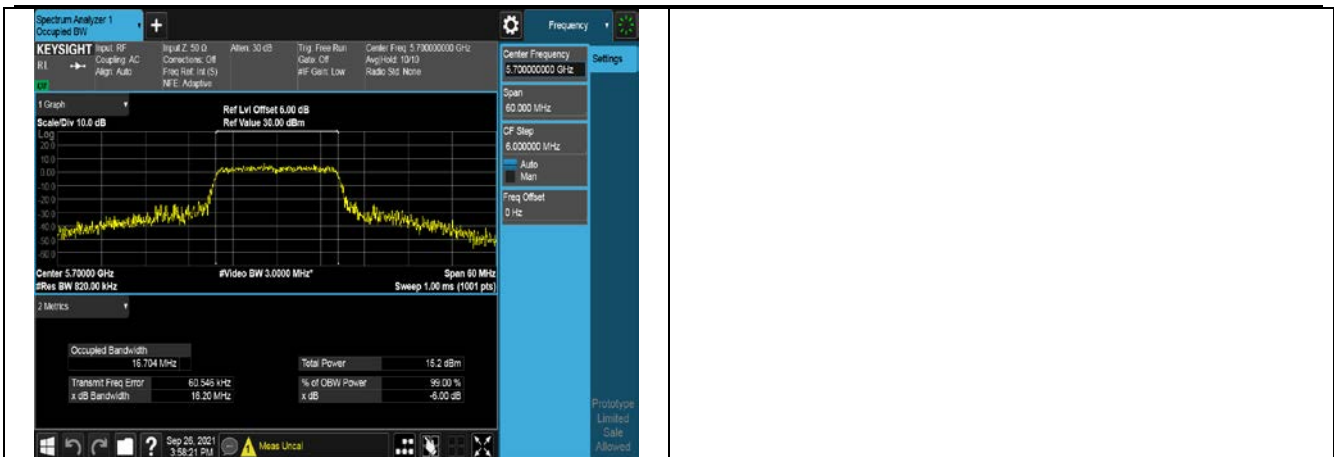 Spectrum Analyzer 1
Occupied BW
+
Frequency
KEYSIGHT
RL
Input: RF
Coupling: AC
Align: Auto
Input Z: 50 Ω
Corrections: Off
Freq Ref: Int (S)
NFE: Adaptive
Atten: 30 dB
Trig: Free Run
Gate: Off
#IF Gain: Low
Center Freq: 5.700000000 GHz
Avg|Hold: 10/10
Radio Std: None
Center Frequency
5.700000000 GHz
Settings
Span
60.000 MHz
CF Step
6.000000 MHz
Auto
Man
Freq Offset
0 Hz
1 Graph
Scale/Div 10.0 dB
Ref Lvl Offset 6.00 dB
Ref Value 30.00 dBm
Log
20.0
10.0
0.00
-10.0
-20.0
-30.0
-40.0
-50.0
-60.0
Center 5.70000 GHz
#Video BW 3.0000 MHz*
Span 60 MHz
#Res BW 820.00 kHz
Sweep 1.00 ms (1001 pts)
2 Metrics
Occupied Bandwidth
16.704 MHz
Total Power 15.2 dBm
Transmit Freq Error 60.546 kHz
% of OBW Power 99.00 %
x dB Bandwidth 16.20 MHz
x dB -6.00 dB
Prototype
Limited
Sale
Allowed
?
Sep 26, 2021
3:58:21 PM
1
Meas Uncal